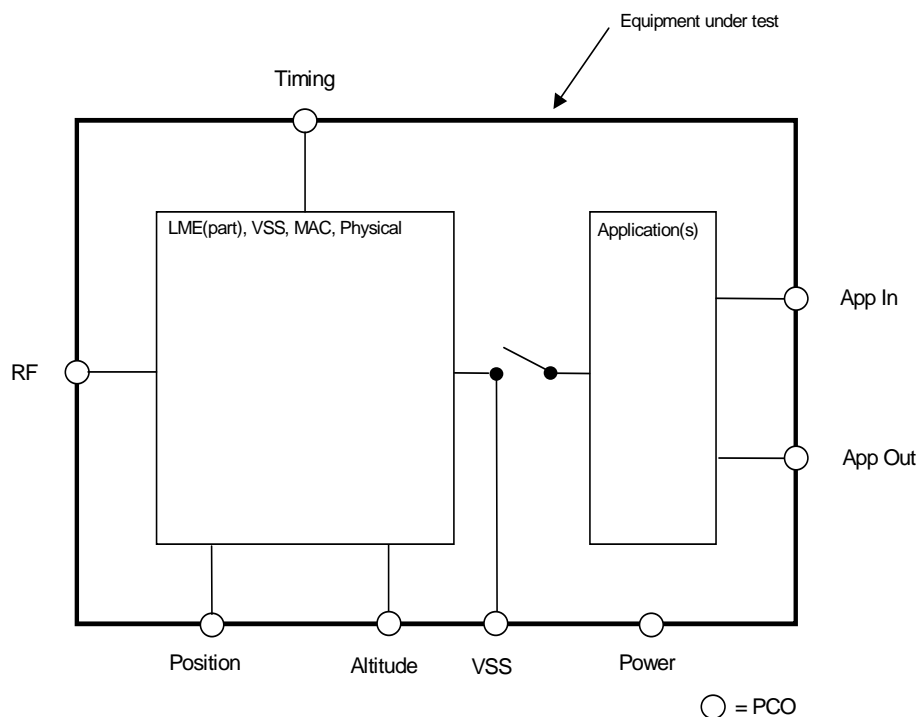 Equipment under test
Timing
LME(part), VSS, MAC, Physical
Application(s)
App In
RF
App Out
Position
Altitude
VSS
Power
= PCO